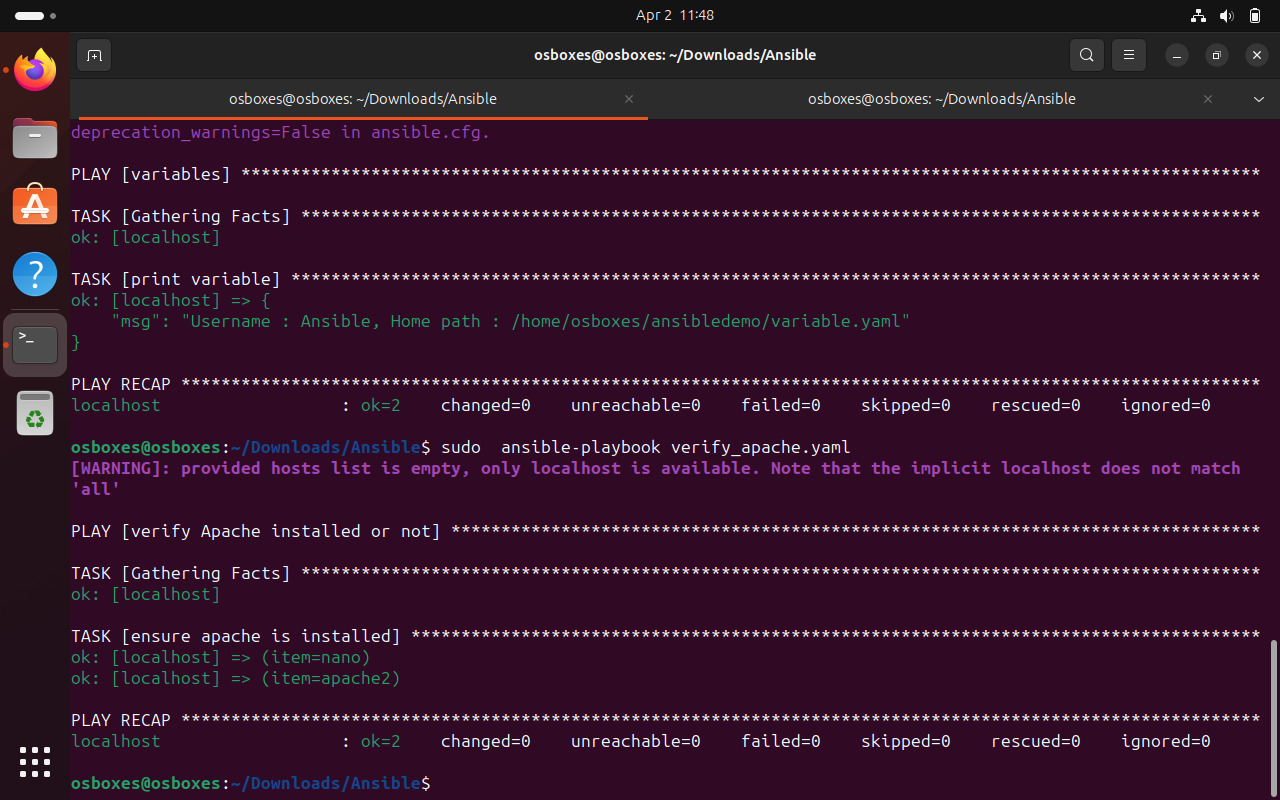 Apr 2 11:48
osboxes@osboxes: ~/Downloads/Ansible
osboxes@osboxes: ~/Downloads/Ansible
osboxes@osboxes: ~/Downloads/Ansible
deprecation_warnings=False in ansible.cfg.
PLAY [variables] ******************************************************************************************************
TASK [Gathering Facts] ************************************************************************************************
ok: [localhost]
TASK [print variable] *************************************************************************************************
ok: [localhost] => {
    "msg": "Username : Ansible, Home path : /home/osboxes/ansibledemo/variable.yaml"
}
PLAY RECAP ************************************************************************************************************
localhost                  : ok=2    changed=0    unreachable=0    failed=0    skipped=0    rescued=0    ignored=0
osboxes@osboxes:~/Downloads/Ansible$ sudo  ansible-playbook verify_apache.yaml
[WARNING]: provided hosts list is empty, only localhost is available. Note that the implicit localhost does not match
'all'
PLAY [verify Apache installed or not] *********************************************************************************
TASK [Gathering Facts] ************************************************************************************************
ok: [localhost]
TASK [ensure apache is installed] *************************************************************************************
ok: [localhost] => (item=nano)
ok: [localhost] => (item=apache2)
PLAY RECAP ************************************************************************************************************
localhost                  : ok=2    changed=0    unreachable=0    failed=0    skipped=0    rescued=0    ignored=0
osboxes@osboxes:~/Downloads/Ansible$